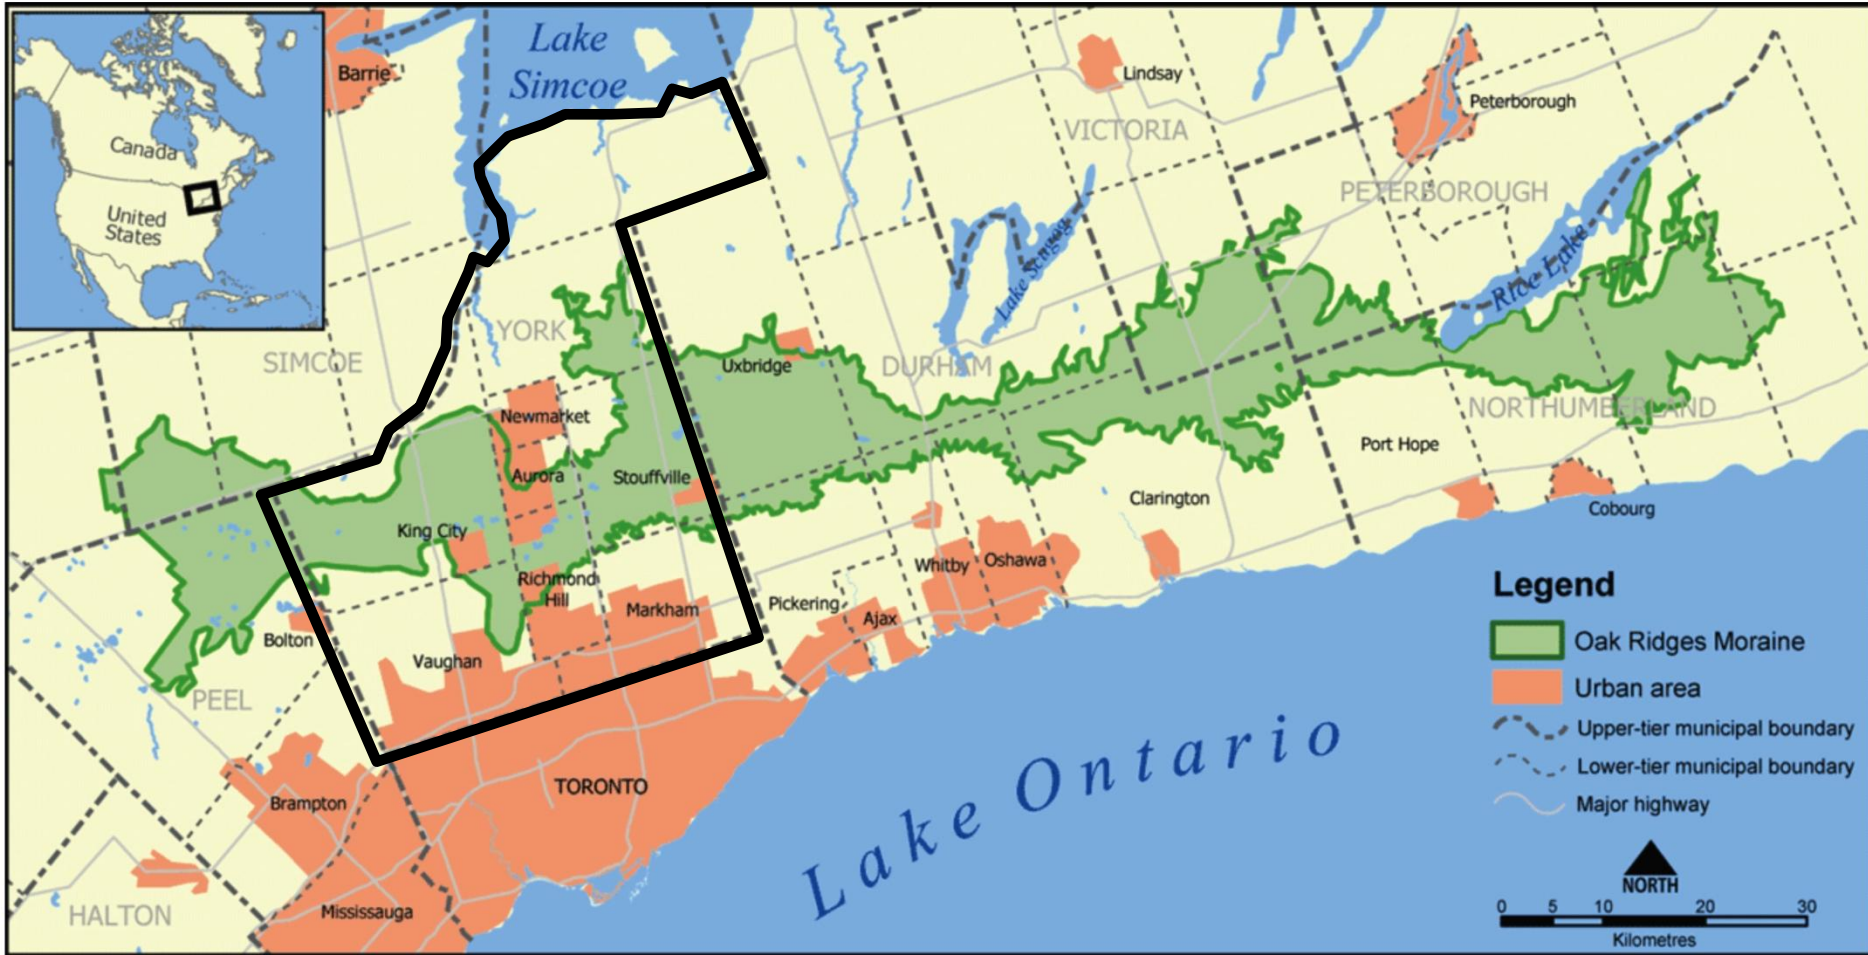 Canada
United
States
Barrie
Lake
Simcoe
Lindsay
VICTORIA
Peterborough
PETERBOROUGH
Lake Scugog
Rice Lake
SIMCOE
YORK
Uxbridge
DURHAM
NORTHUMBERLAND
Newmarket
Aurora
Stouffville
King City
Port Hope
Clarington
Cobourg
Richmond
Hill
Markham
Pickering
Ajax
Whitby
Oshawa
Bolton
Vaughan
PEEL
Brampton
TORONTO
Mississauga
HALTON
Lake Ontario
Legend
Oak Ridges Moraine
Urban area
Upper-tier municipal boundary
Lower-tier municipal boundary
Major highway
NORTH
0 5 10 20 30
Kilometres